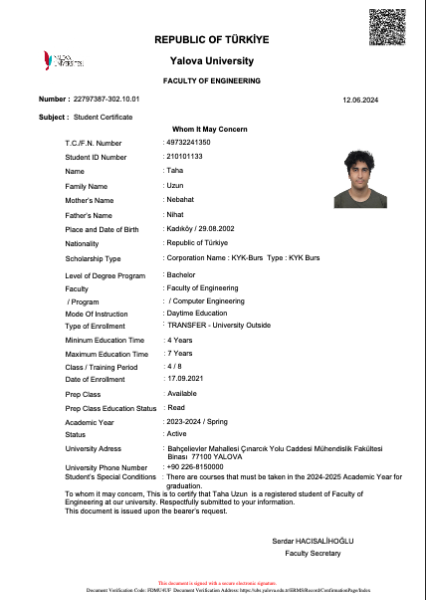 REPUBLIC OF TÜRKİYE
Yalova University
FACULTY OF ENGINEERING
Number : 22797387-302.10.01
12.06.2024
Subject : Student Certificate
Whom It May Concern
T.C./F.N. Number : 49732241350
Student ID Number : 210101133
Name : Taha
Family Name : Uzun
Mother's Name : Nebahat
Father's Name : Nihat
Place and Date of Birth : Kadıköy / 29.08.2002
Nationality : Republic of Türkiye
Scholarship Type : Corporation Name : KYK-Burs Type : KYK Burs
Level of Degree Program : Bachelor
Faculty : Faculty of Engineering
/ Program : / Computer Engineering
Mode Of Instruction : Daytime Education
Type of Enrollment : TRANSFER - University Outside
Mininum Education Time : 4 Years
Maximum Education Time : 7 Years
Class / Training Period : 4 / 8
Date of Enrollment : 17.09.2021
Prep Class : Available
Prep Class Education Status : Read
Academic Year : 2023-2024 / Spring
Status : Active
University Adress : Bahçelievler Mahallesi Çınarcık Yolu Caddesi Mühendislik Fakültesi
Binası 77100 YALOVA
University Phone Number : +90 226-8150000
Student's Special Conditions : There are courses that must be taken in the 2024-2025 Academic Year for
graduation.
To whom it may concern, This is to certify that Taha Uzun is a registered student of Faculty of
Engineering at our university. Respectfully submitted to your information.
This document is issued upon the bearer's request.
Serdar HACISALİHOĞLU
Faculty Secretary
This document is signed with a secure electronic signature.
Document Verification Code: Document Verification Address: